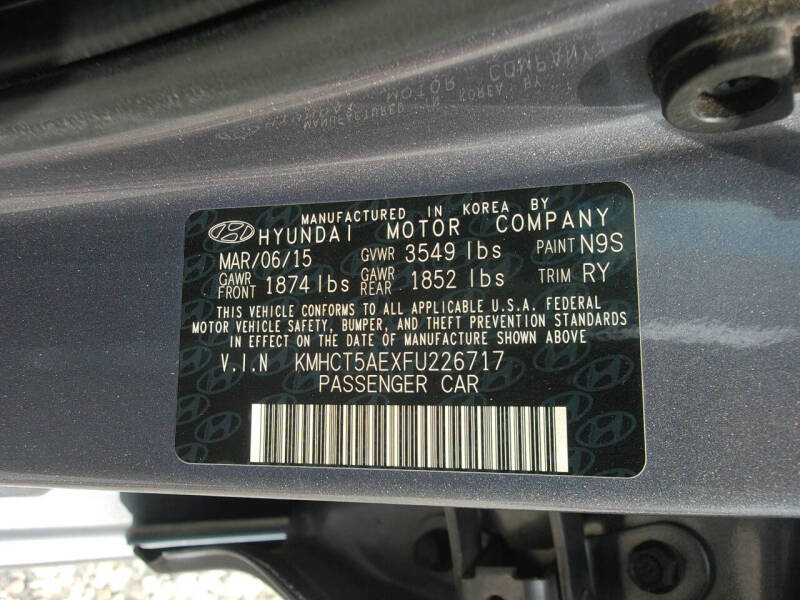 MANUFACTURED IN KOREA BY
HYUNDAI MOTOR COMPANY
MAR/06/15 GVWR 3549 lbs PAINT N9S
GAWR FRONT 1874 lbs GAWR REAR 1852 lbs TRIM RY
THIS VEHICLE CONFORMS TO ALL APPLICABLE U.S.A. FEDERAL
MOTOR VEHICLE SAFETY, BUMPER, AND THEFT PREVENTION STANDARDS
IN EFFECT ON THE DATE OF MANUFACTURE SHOWN ABOVE
V.I.N KMHCT5AEXFU226717
PASSENGER CAR